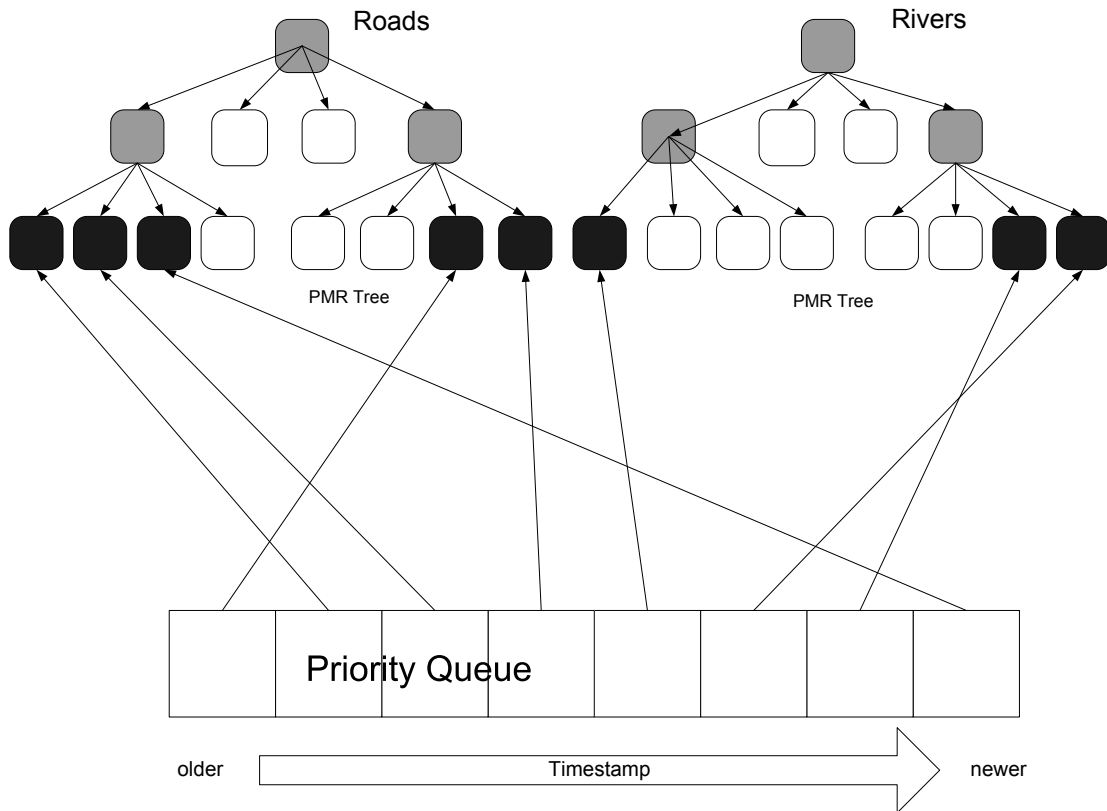 Roads
Rivers
PMR Tree
PMR Tree
Priority Queue
older
Timestamp
newer